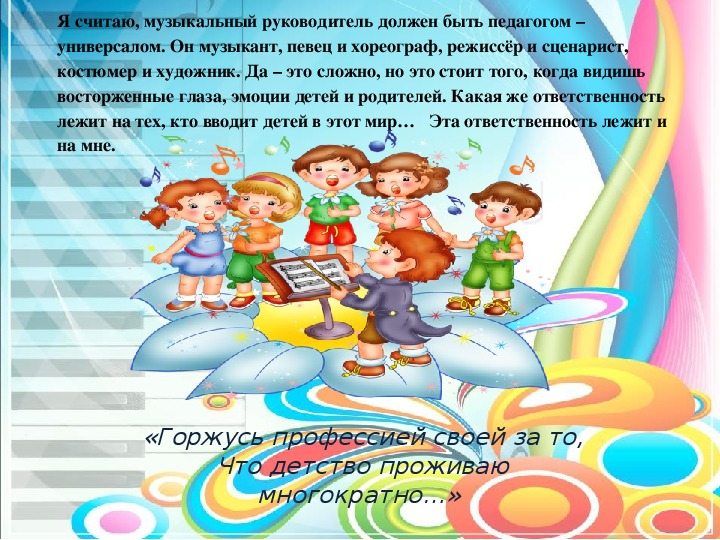 Я считаю, музыкальный руководитель должен быть педагогом –
универсалом. Он музыкант, певец и хореограф, режиссёр и сценарист,
костюмер и художник. Да – это сложно, но это стоит того, когда видишь
восторженные глаза, эмоции детей и родителей. Какая же ответственность
лежит на тех, кто вводит детей в этот мир…   Эта ответственность лежит и
на мне.
«Горжусь профессией своей за то,
Что детство проживаю
многократно…»